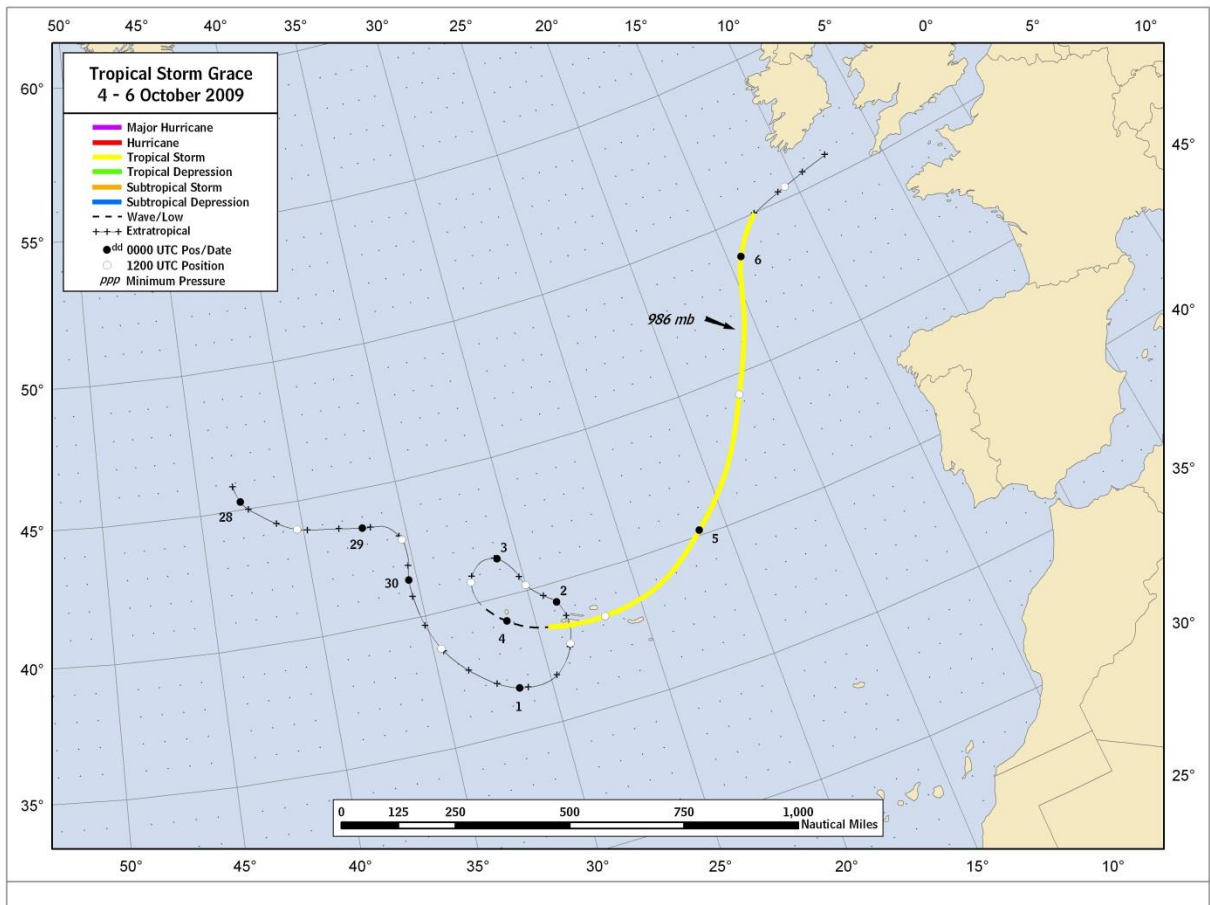 50° 45° 40° 35° 30° 25° 20° 15° 10° 5° 0° 5° 10°
Tropical Storm Grace
4 - 6 October 2009
Major Hurricane
Hurricane
Tropical Storm
Tropical Depression
Subtropical Storm
Subtropical Depression
Wave/Low
Extratropical
dd 0000 UTC Pos/Date
1200 UTC Position
ppp Minimum Pressure
60°
55°
50°
45°
40°
35°
45°
40°
35°
30°
25°
6
986 mb
5
28
29
30
3
2
4
1
0 125 250 500 750 1,000
Nautical Miles
50° 45° 40° 35° 30° 25° 20° 15° 10°